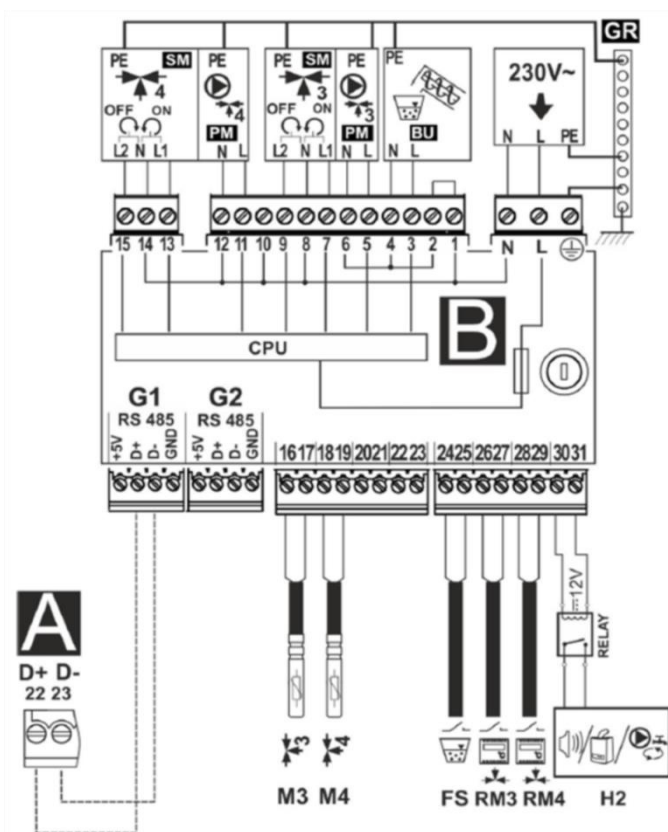 GR
PE SM PE PE SM PE PE
4 4 3 3
230V~
OFF ON OFF ON
PM PM BU
L2 N L1 N L L2 N L1 N L N L N L PE
15 14 13 12 11 10 9 8 7 6 5 4 3 2 1 N L
B
CPU
G1 G2
RS 485 RS 485
+5V D+ D- GND +5V D+ D- GND
16 17 18 19 20 21 22 23 24 25 26 27 28 29 30 31
A
12V
RELAY
D+ D-
22 23
3 4
M3 M4 FS RM3 RM4 H2